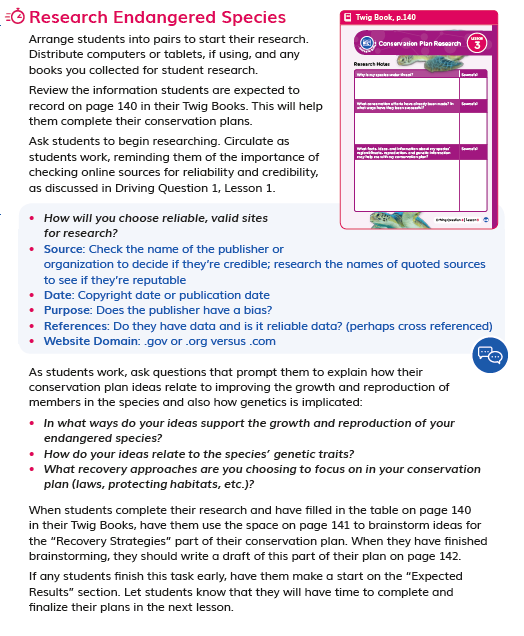 Research Endangered Species
Arrange students into pairs to start their research.
Distribute computers or tablets, if using, and any
books you collected for student research.
Review the information students are expected to
record on page 140 in their Twig Books. This will help
them complete their conservation plans.
Ask students to begin researching. Circulate as
students work, reminding them of the importance of
checking online sources for reliability and credibility,
as discussed in Driving Question 1, Lesson 1.
Twig Book, p.140
Conservation Plan Research
LESSON
3
Research Notes
Why is my species under threat?
Source(s)
What conservation efforts have already been made? In
what ways have they been successful?
Source(s)
What facts, ideas, and information about my species'
reproduction, and genetic information
may help me with my conservation plan?
Source(s)
Driving Question 3 | Lesson 3
• How will you choose reliable, valid sites
for research?
• Source: Check the name of the publisher or
organization to decide if they're credible; research the names of quoted sources
to see if they're reputable
• Date: Copyright date or publication date
• Purpose: Does the publisher have a bias?
• References: Do they have data and is it reliable data? (perhaps cross referenced)
• Website Domain: .gov or .org versus .com
As students work, ask questions that prompt them to explain how their
conservation plan ideas relate to improving the growth and reproduction of
members in the species and also how genetics is implicated:
• In what ways do your ideas support the growth and reproduction of your
endangered species?
• How do your ideas relate to the species' genetic traits?
• What recovery approaches are you choosing to focus on in your conservation
plan (laws, protecting habitats, etc.)?
When students complete their research and have filled in the table on page 140
in their Twig Books, have them use the space on page 141 to brainstorm ideas for
the "Recovery Strategies" part of their conservation plan. When they have finished
brainstorming, they should write a draft of this part of their plan on page 142.
If any students finish this task early, have them make a start on the "Expected
Results" section. Let students know that they will have time to complete and
finalize their plans in the next lesson.